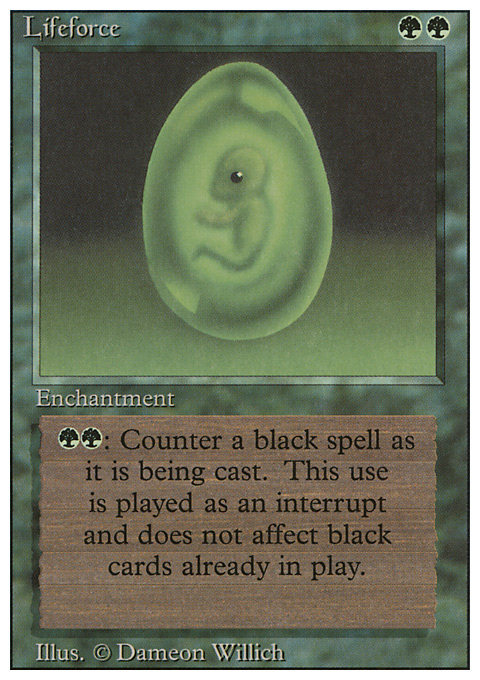 Lifeforce
Enchantment
: Counter a black spell as
it is being cast. This use
is played as an interrupt
and does not affect black
cards already in play.
Illus. © Dameon Willich